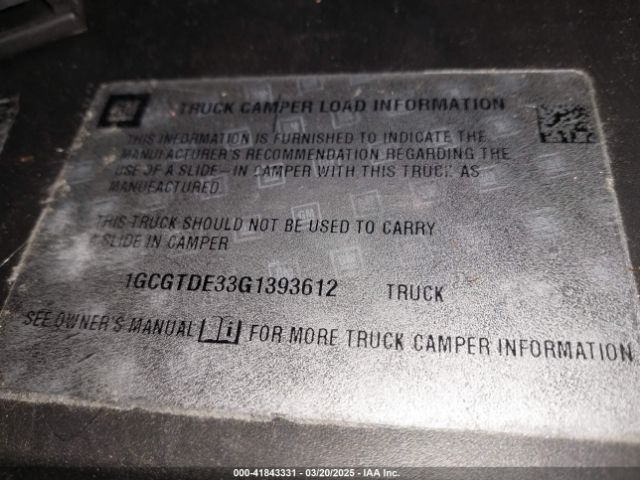 GM TRUCK CAMPER LOAD INFORMATION
THIS INFORMATION IS FURNISHED TO INDICATE THE
MANUFACTURER'S RECOMMENDATION REGARDING THE
USE OF A SLIDE-IN CAMPER WITH THIS TRUCK AS
MANUFACTURED.
THIS TRUCK SHOULD NOT BE USED TO CARRY
A SLIDE IN CAMPER
1GCGTDE33G1393612 TRUCK
SEE OWNER'S MANUAL i FOR MORE TRUCK CAMPER INFORMATION
000-41843331 — 03/20/2025 — IAA Inc.